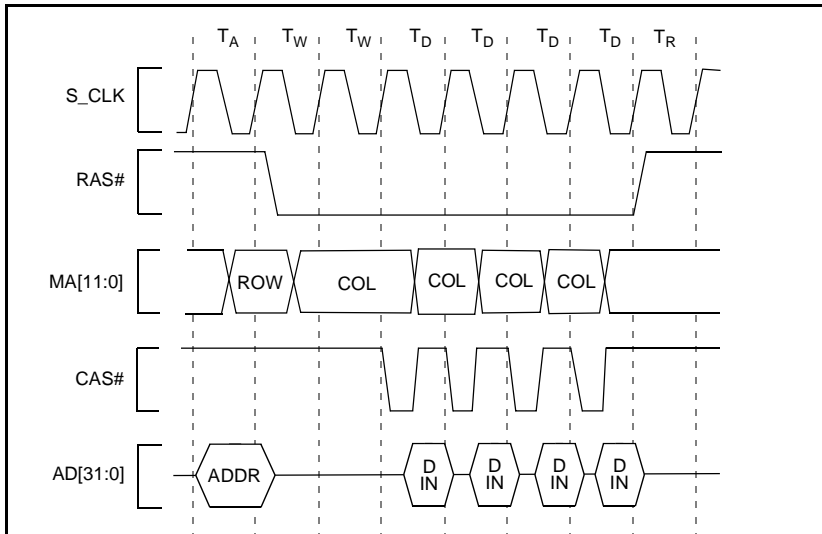 T_A T_W T_W T_D T_D T_D T_D T_R
S_CLK
RAS#
MA[11:0] ROW COL COL COL COL
CAS#
AD[31:0] ADDR D IN D IN D IN D IN